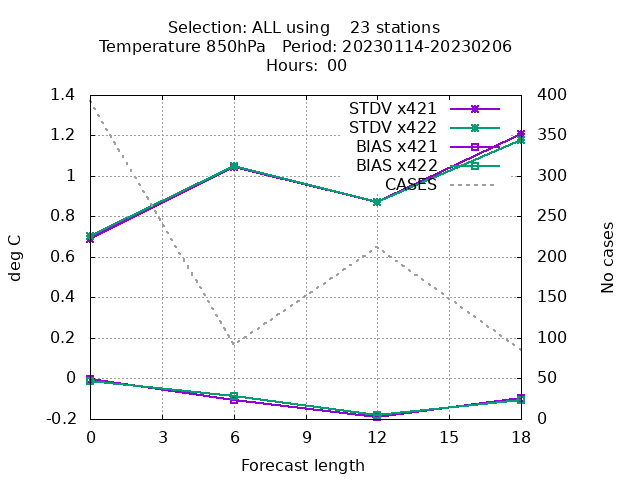 Selection: ALL using    23 stations
Temperature 850hPa   Period: 20230114-20230206
Hours:  00
1.4
1.2
1
0.8
0.6
0.4
0.2
0
-0.2
deg C
STDV x421
STDV x422
BIAS x421
BIAS x422
CASES
400
350
300
250
200
150
100
50
0
No cases
0 3 6 9 12 15 18
Forecast length